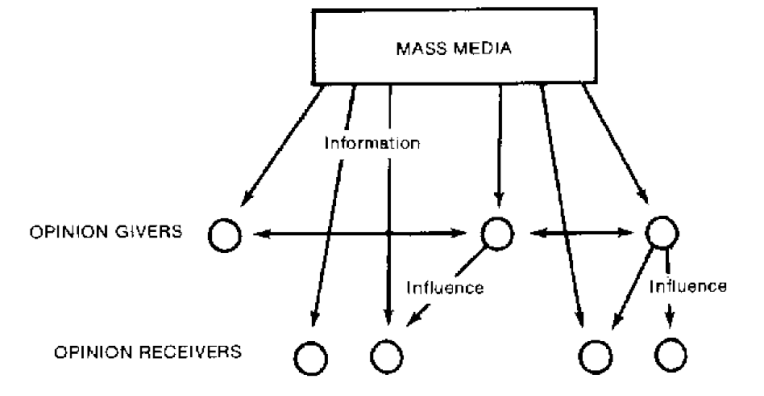 MASS MEDIA
Information
OPINION GIVERS
Influence
Influence
OPINION RECEIVERS